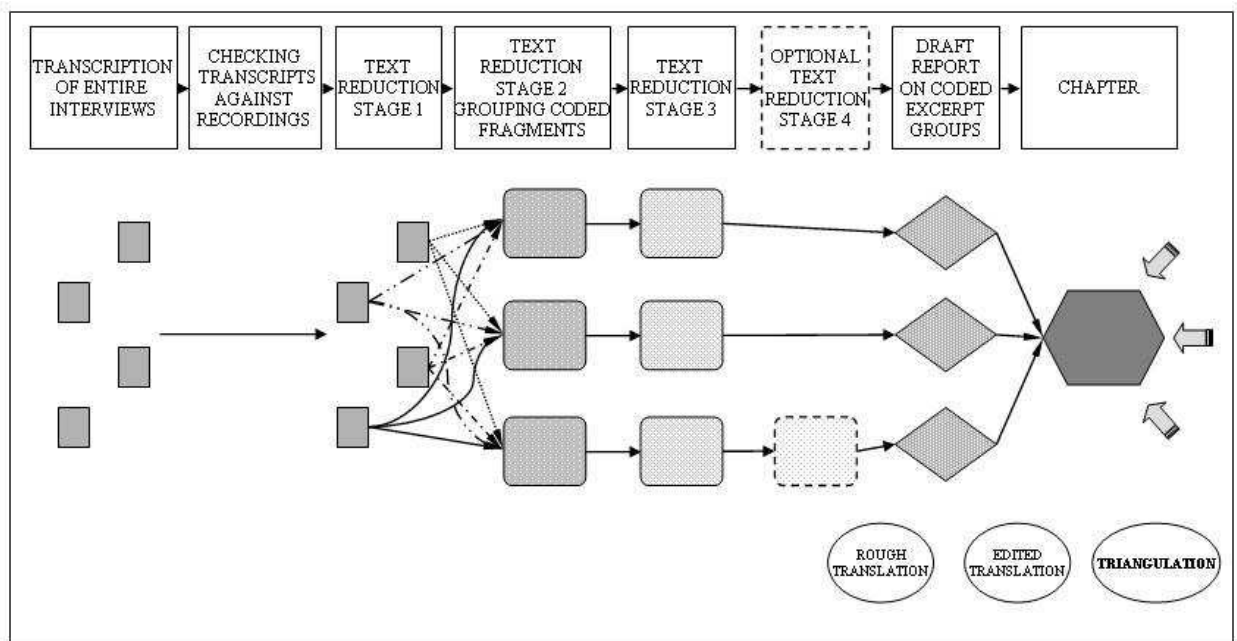 TRANSCRIPTION
OF ENTIRE
INTERVIEWS
CHECKING
TRANSCRIPTS
AGAINST
RECORDINGS
TEXT
REDUCTION
STAGE 1
TEXT
REDUCTION
STAGE 2
GROUPING CODED
FRAGMENTS
TEXT
REDUCTION
STAGE 3
OPTIONAL
TEXT
REDUCTION
STAGE 4
DRAFT
REPORT
ON CODED
EXCERPT
GROUPS
CHAPTER
ROUGH
TRANSLATION
EDITED
TRANSLATION
TRIANGULATION